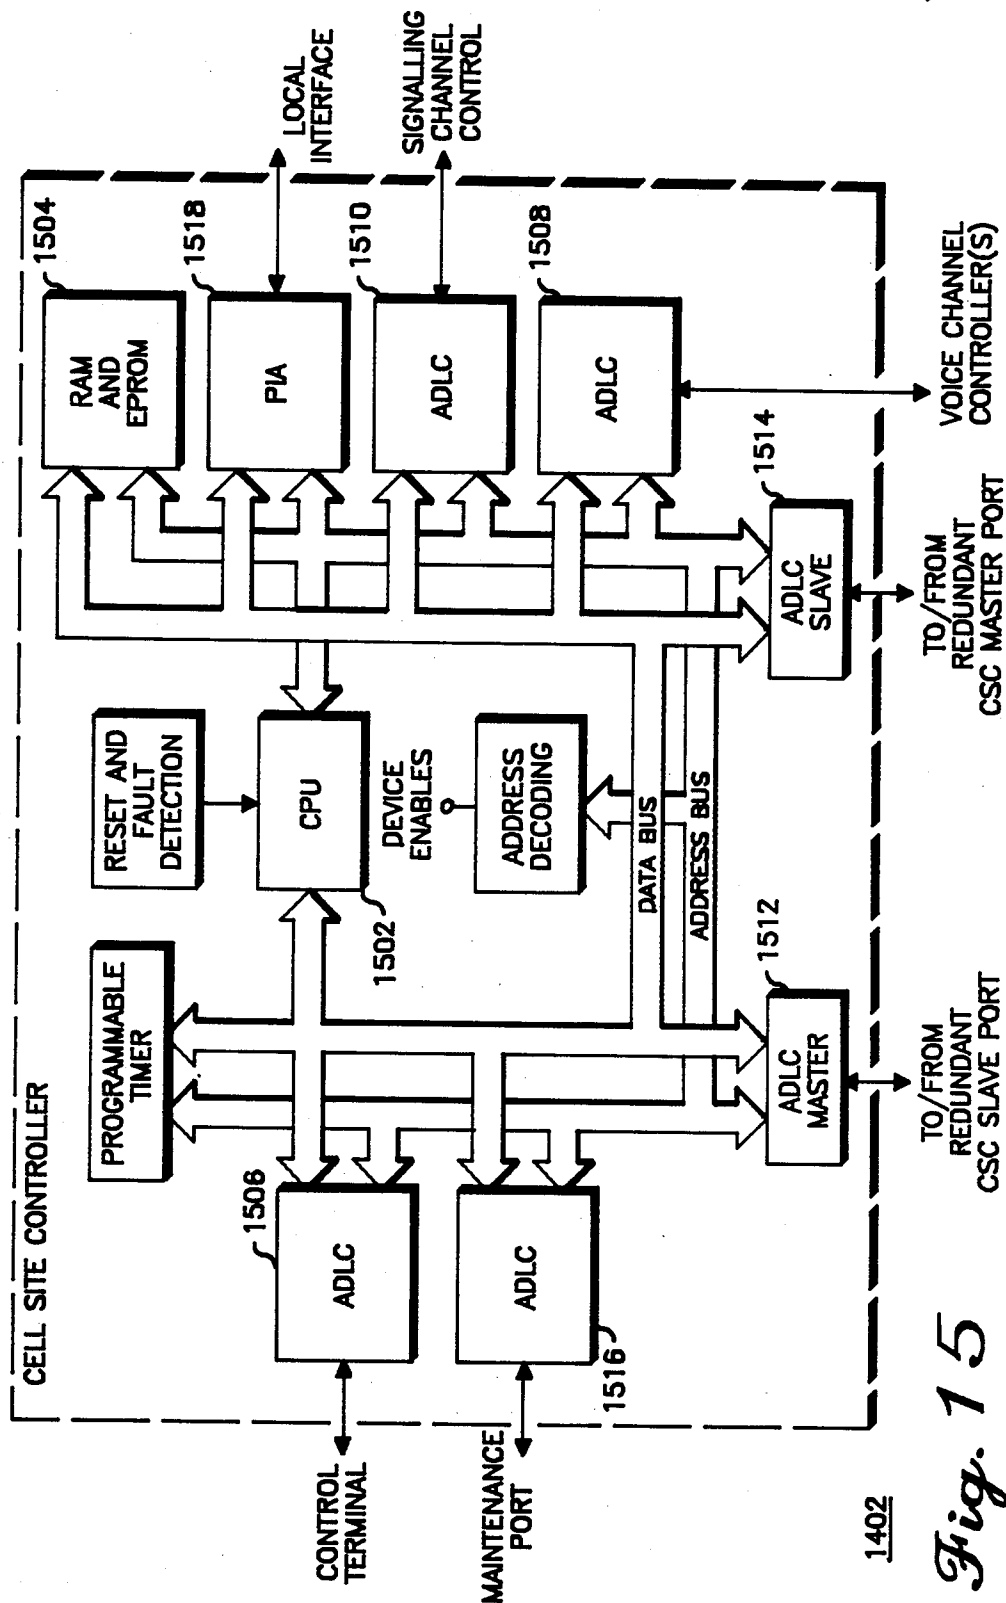 CELL SITE CONTROLLER
PROGRAMMABLE
TIMER
RESET AND
FAULT
DETECTION
1504
RAM AND
EPROM
1506
ADLC
CONTROL
TERMINAL
CPU
1502
1518
PIA
LOCAL
INTERFACE
DEVICE
ENABLES
1510
ADLC
SIGNALLING
CHANNEL
CONTROL
ADLC
1516
MAINTENANCE
PORT
ADDRESS
DECODING
1508
ADLC
DATA BUS
ADDRESS BUS
1512
ADLC
MASTER
1514
ADLC
SLAVE
1402
TO/FROM
REDUNDANT
CSC SLAVE PORT
TO/FROM
REDUNDANT
CSC MASTER PORT
VOICE CHANNEL
CONTROLLER(S)
Fig. 15